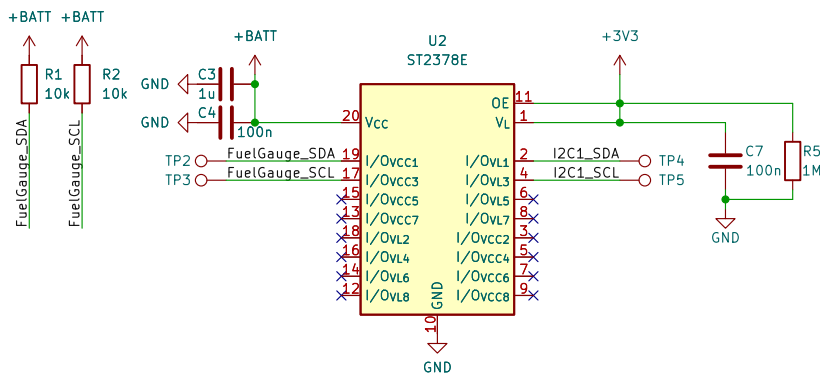 +BATT +BATT
R1
10k
R2
10k
FuelGauge_SDA
FuelGauge_SCL
+BATT
GND
C3
1u
GND
C4
100n
TP2
FuelGauge_SDA
TP3
FuelGauge_SCL
U2
ST2378E
20 VCC
19 I/OVCC1
17 I/OVCC3
15 I/OVCC5
13 I/OVCC7
18 I/OVL2
16 I/OVL4
14 I/OVL6
12 I/OVL8
OE 11
VL 1
I/OVL1 2
I/OVL3 4
I/OVL5 6
I/OVL7 8
I/OVCC2 3
I/OVCC4 5
I/OVCC6 7
I/OVCC8 9
GND
10
GND
+3V3
I2C1_SDA
TP4
I2C1_SCL
TP5
C7
100n
R5
1M
GND